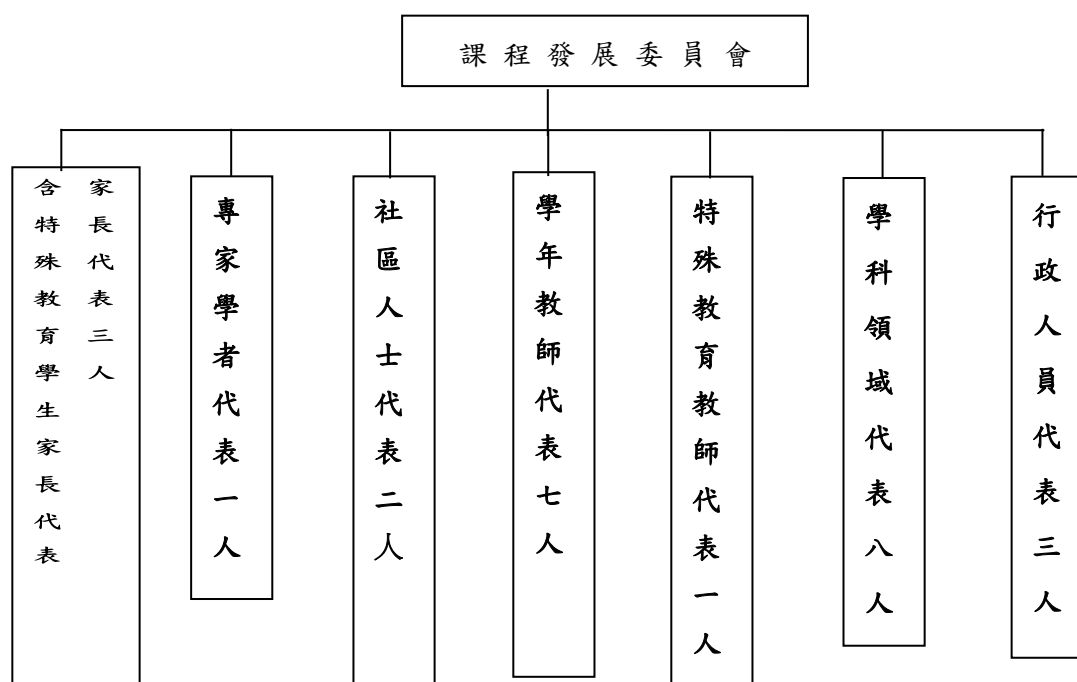 課程發展委員會
行政人員代表三人
學科領域代表八人
特殊教育教師代表一人
學年教師代表七人
社區人士代表二人
專家學者代表一人
家長代表三人
含特殊教育學生家長代表